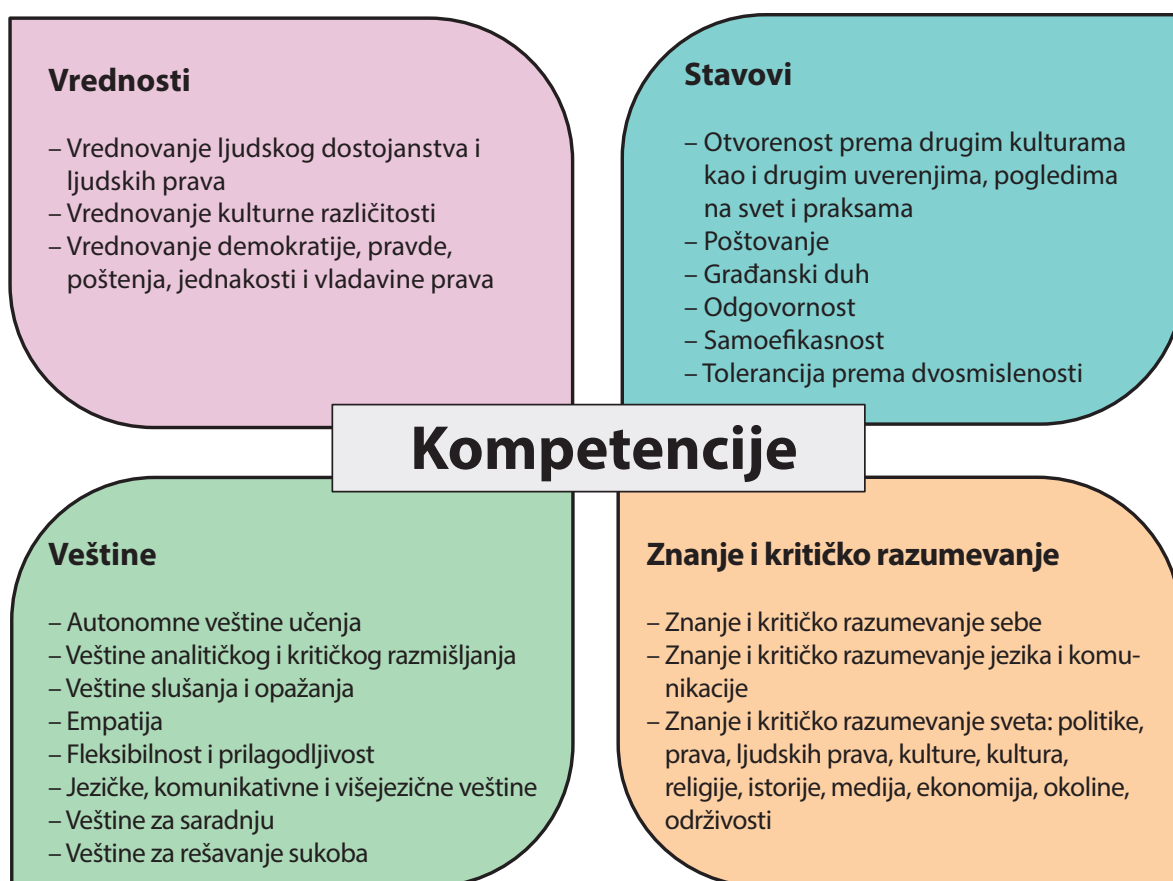 Vrednosti
– Vrednovanje ljudskog dostojanstva i
ljudskih prava
– Vrednovanje kulturne različitosti
– Vrednovanje demokratije, pravde,
poštenja, jednakosti i vladavine prava
Stavovi
– Otvorenost prema drugim kulturama
kao i drugim uverenjima, pogledima
na svet i praksama
– Poštovanje
– Građanski duh
– Odgovornost
– Samoefikasnost
– Tolerancija prema dvosmislenosti
Kompetencije
Veštine
– Autonomne veštine učenja
– Veštine analitičkog i kritičkog razmišljanja
– Veštine slušanja i opažanja
– Empatija
– Fleksibilnost i prilagodljivost
– Jezičke, komunikativne i višejezične veštine
– Veštine za saradnju
– Veštine za rešavanje sukoba
Znanje i kritičko razumevanje
– Znanje i kritičko razumevanje sebe
– Znanje i kritičko razumevanje jezika i komu-
nikacije
– Znanje i kritičko razumevanje sveta: politike,
prava, ljudskih prava, kulture, kultura,
religije, istorije, medija, ekonomija, okoline,
održivosti